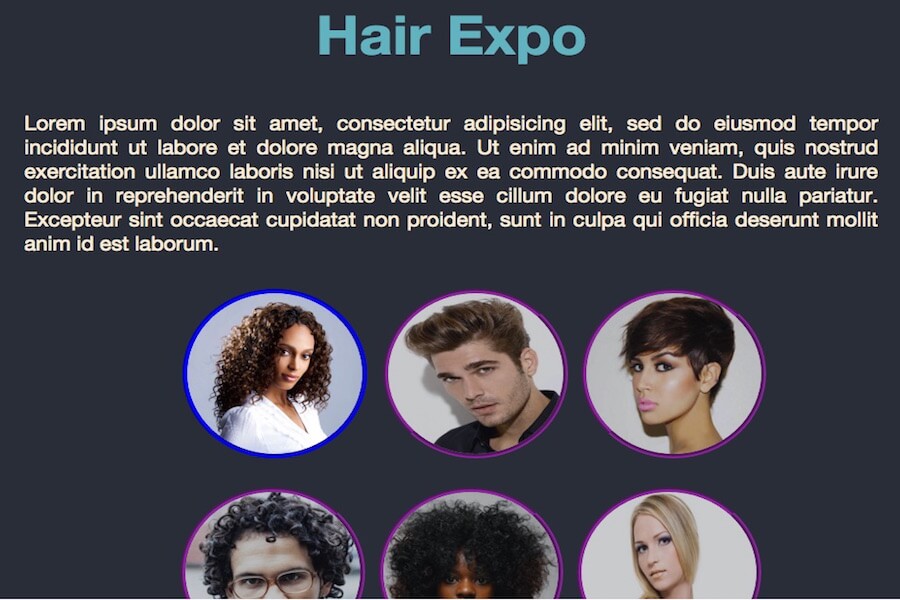 Hair Expo
Lorem ipsum dolor sit amet, consectetur adipisicing elit, sed do eiusmod tempor
incididunt ut labore et dolore magna aliqua. Ut enim ad minim veniam, quis nostrud
exercitation ullamco laboris nisi ut aliquip ex ea commodo consequat. Duis aute irure
dolor in reprehenderit in voluptate velit esse cillum dolore eu fugiat nulla pariatur.
Excepteur sint occaecat cupidatat non proident, sunt in culpa qui officia deserunt mollit
anim id est laborum.